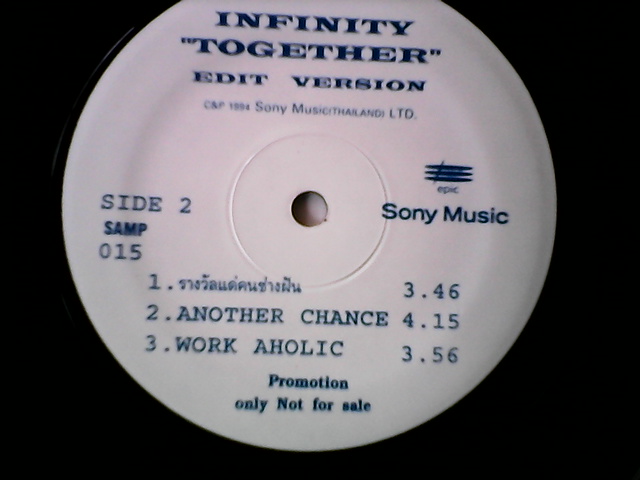 INFINITY
"TOGETHER"
EDIT VERSION
C&P 1994 Sony Music(THAILAND) LTD.
epic
Sony Music
SIDE 2
SAMP
015
1.รางวัลแด่คนช่างฝัน 3.46
2.ANOTHER CHANCE 4.15
3.WORK AHOLIC 3.56
Promotion
only Not for sale